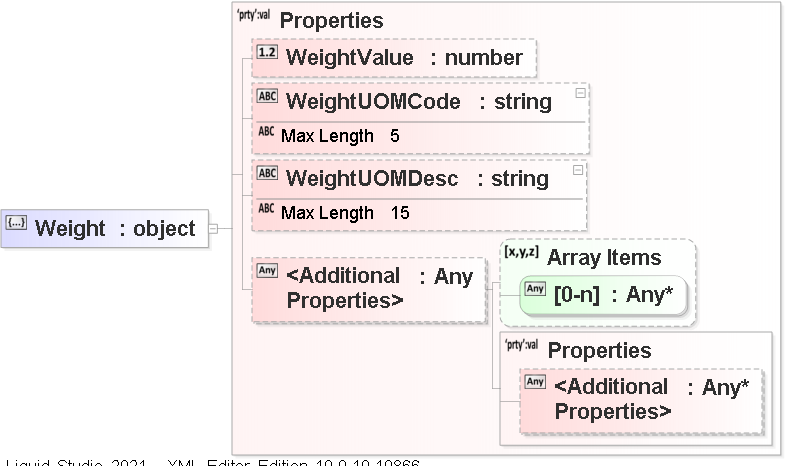 'prty':val Properties
1.2 WeightValue : number
ABC WeightUOMCode : string
ABC Max Length 5
ABC WeightUOMDesc : string
ABC Max Length 15
{...} Weight : object
Any <Additional : Any
Properties>
[x,y,z] Array Items
Any [0-n] : Any*
'prty':val Properties
Any <Additional : Any*
Properties>
Liquid Studio 2021 - XML Editor Edition 19.0.10.10866